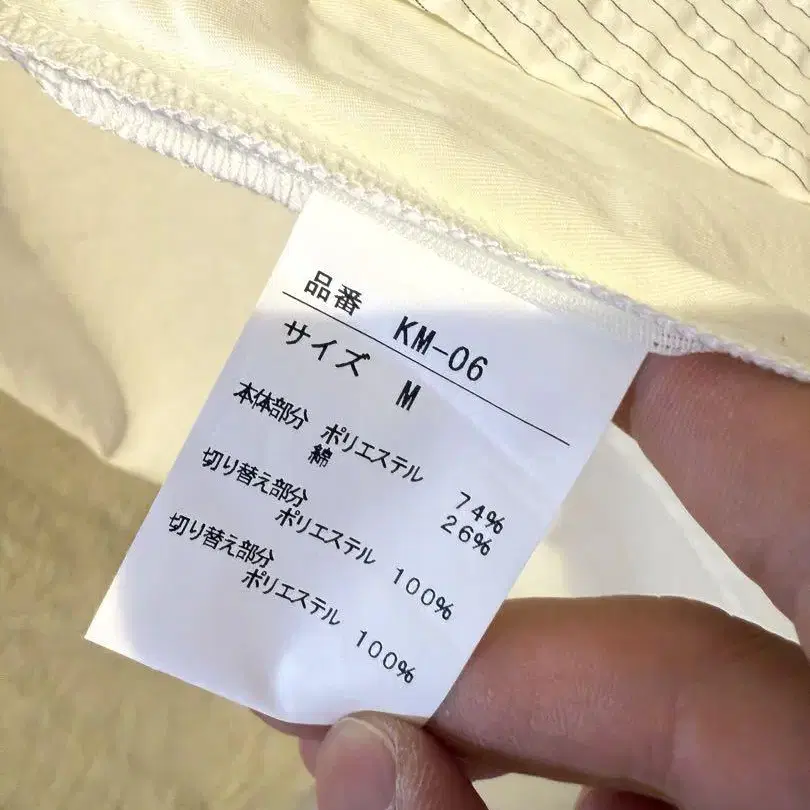 品番 KM-06
サイズ M
本体部分 ポリエステル 74%
綿 26%
切り替え部分
ポリエステル 100%
切り替え部分
ポリエステル 100%